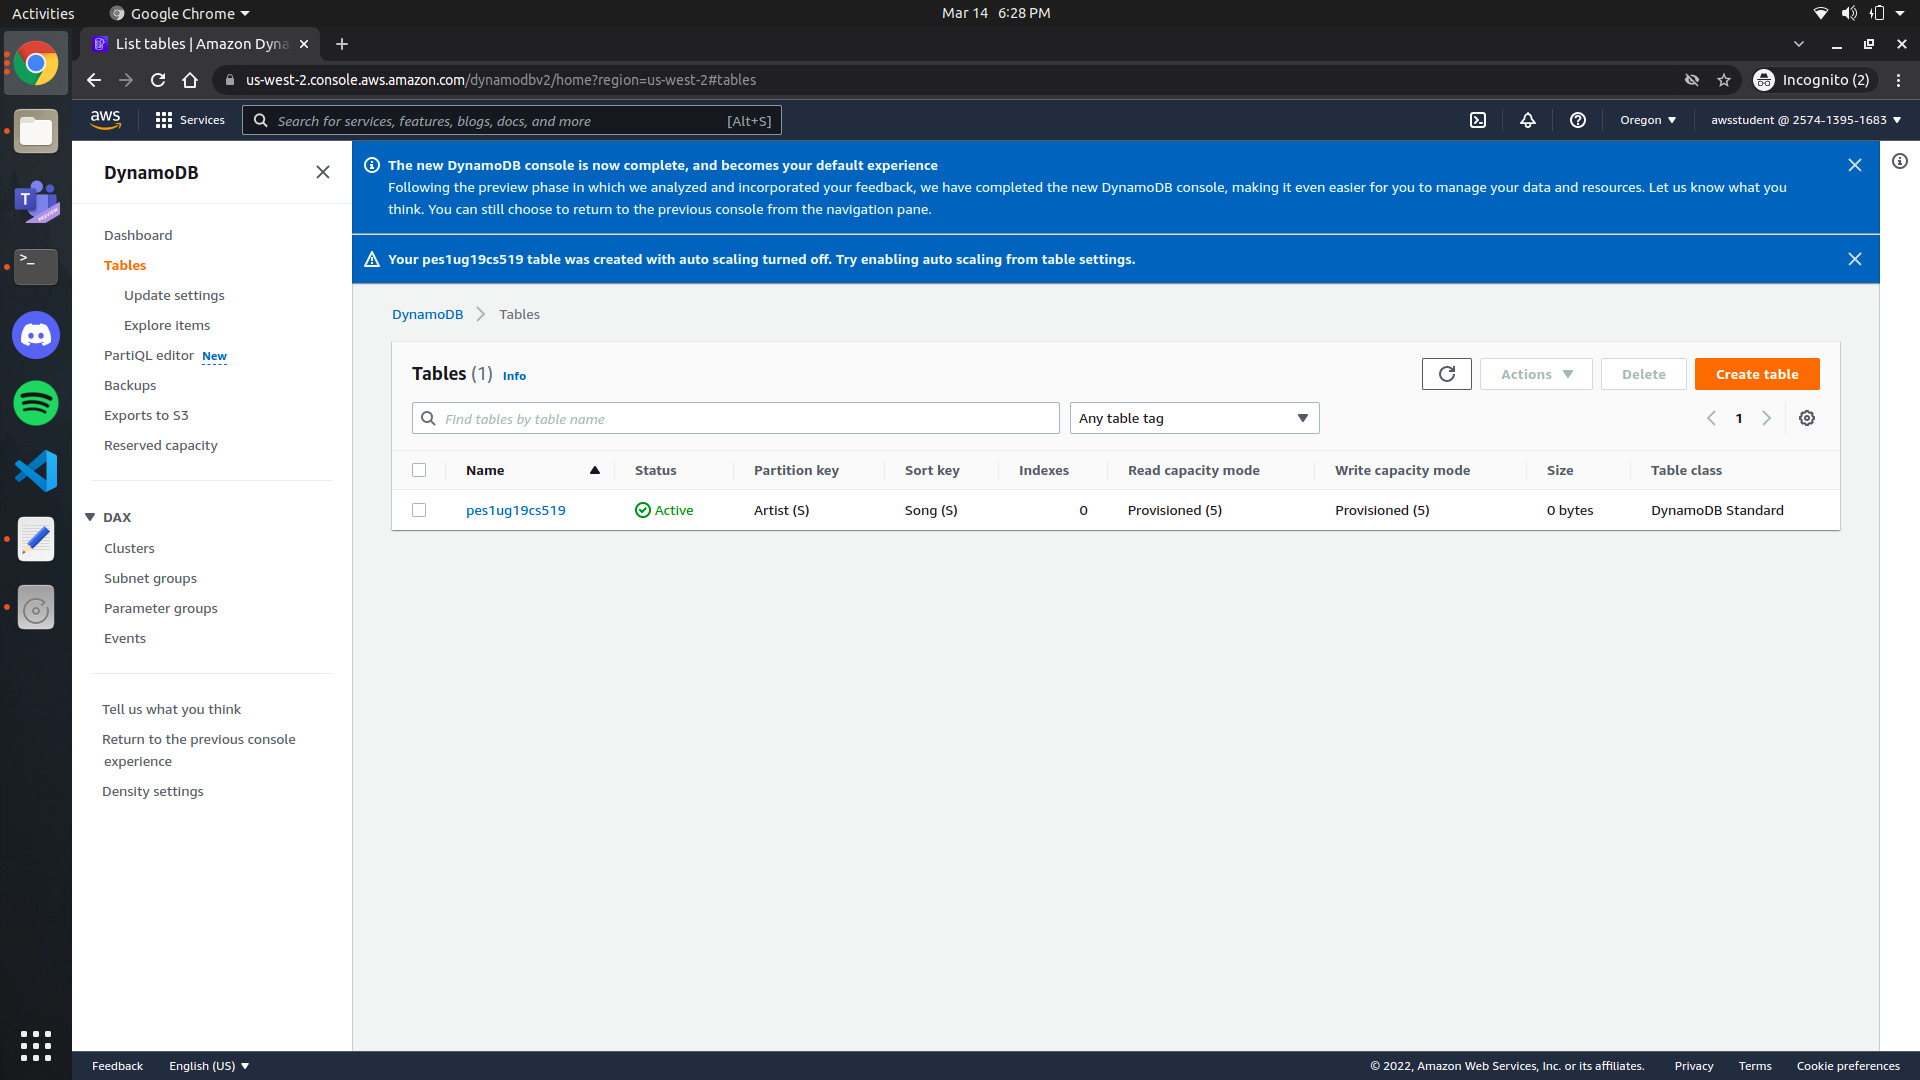 Activities
Google Chrome
Mar 14 6:28 PM
List tables | Amazon Dyna
us-west-2.console.aws.amazon.com/dynamodbv2/home?region=us-west-2#tables
Incognito (2)
aws
Services
Search for services, features, blogs, docs, and more
[Alt+S]
Oregon
awsstudent @ 2574-1395-1683
DynamoDB
Dashboard
Tables
Update settings
Explore items
PartiQL editor New
Backups
Exports to S3
Reserved capacity
DAX
Clusters
Subnet groups
Parameter groups
Events
Tell us what you think
Return to the previous console
experience
Density settings
The new DynamoDB console is now complete, and becomes your default experience
Following the preview phase in which we analyzed and incorporated your feedback, we have completed the new DynamoDB console, making it even easier for you to manage your data and resources. Let us know what you
think. You can still choose to return to the previous console from the navigation pane.
Your pes1ug19cs519 table was created with auto scaling turned off. Try enabling auto scaling from table settings.
DynamoDB Tables
Tables (1) Info
Actions
Delete
Create table
Find tables by table name
Any table tag
1
Name Status Partition key Sort key Indexes Read capacity mode Write capacity mode Size Table class
pes1ug19cs519 Active Artist (S) Song (S) 0 Provisioned (5) Provisioned (5) 0 bytes DynamoDB Standard
Feedback
English (US)
© 2022, Amazon Web Services, Inc. or its affiliates.
Privacy
Terms
Cookie preferences